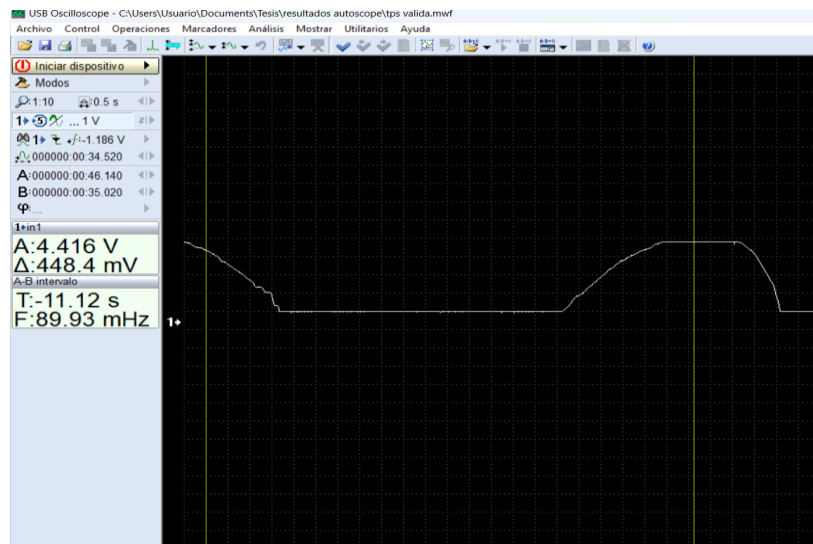 USB Oscilloscope - C:\Users\Usuario\Documents\Tesis\resultados autoscope\tps valida.mwf
Archivo Control Operaciones Marcadores Análisis Mostrar Utilitarios Ayuda
Iniciar dispositivo
Modos
1:10 0.5 s
1 5 ... 1 V
1 -1.186 V
000000:00:34.520
A:000000:00:46.140
B:000000:00:35.020
φ:...
1 in1
A:4.416 V
Δ:448.4 mV
A-B intervalo
T:-11.12 s
F:89.93 mHz
1